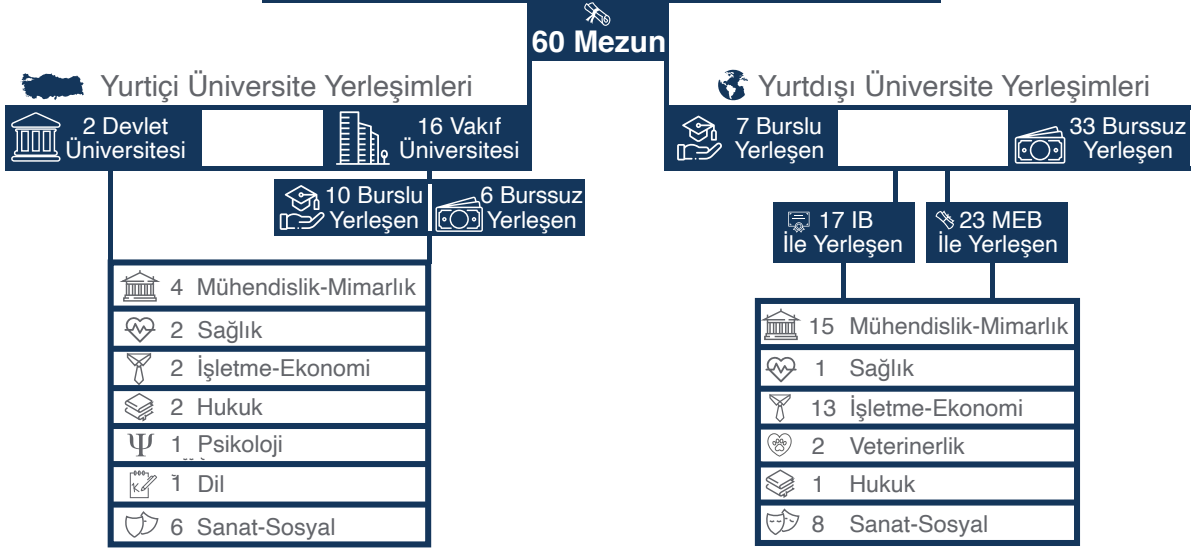 60 Mezun
Yurtiçi Üniversite Yerleşimleri
2 Devlet
Üniversitesi
16 Vakıf
Üniversitesi
10 Burslu
Yerleşen
6 Burssuz
Yerleşen
4 Mühendislik-Mimarlık
2 Sağlık
2 İşletme-Ekonomi
2 Hukuk
1 Psikoloji
1 Dil
6 Sanat-Sosyal
Yurtdışı Üniversite Yerleşimleri
7 Burslu
Yerleşen
33 Burssuz
Yerleşen
17 IB
İle Yerleşen
23 MEB
İle Yerleşen
15 Mühendislik-Mimarlık
1 Sağlık
13 İşletme-Ekonomi
2 Veterinerlik
1 Hukuk
8 Sanat-Sosyal